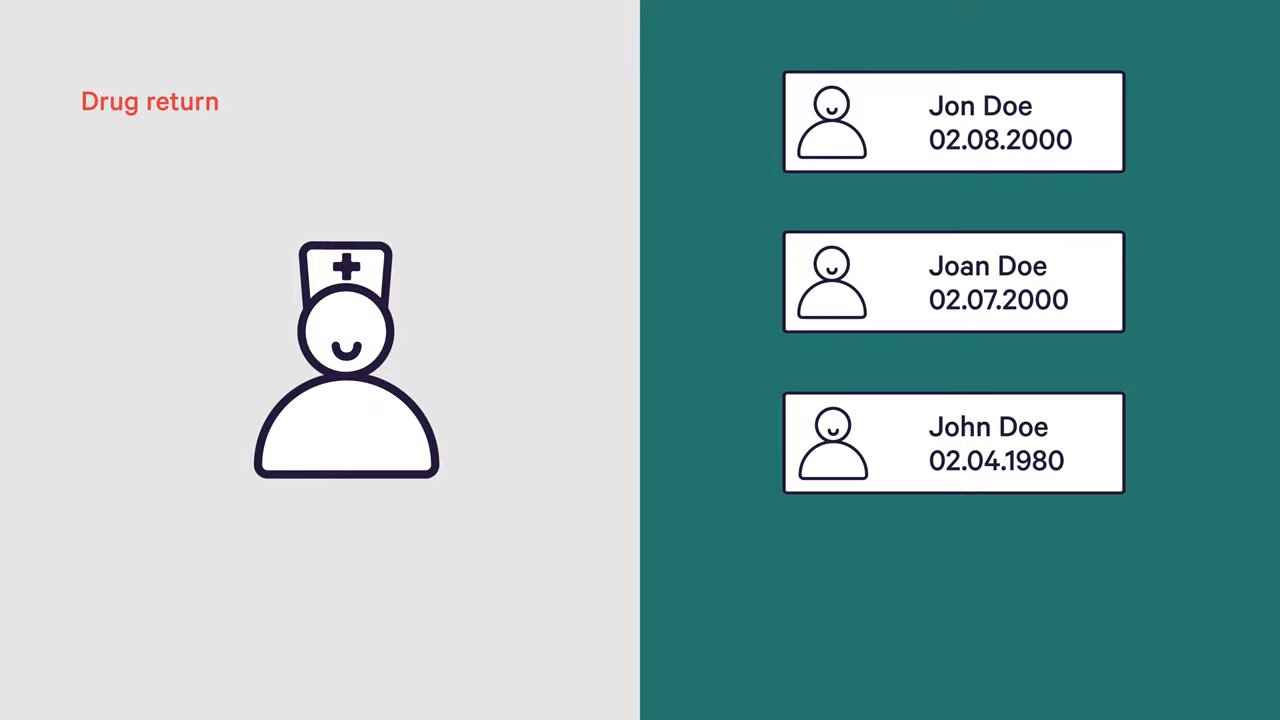 Drug return
Jon Doe
02.08.2000
Joan Doe
02.07.2000
John Doe
02.04.1980